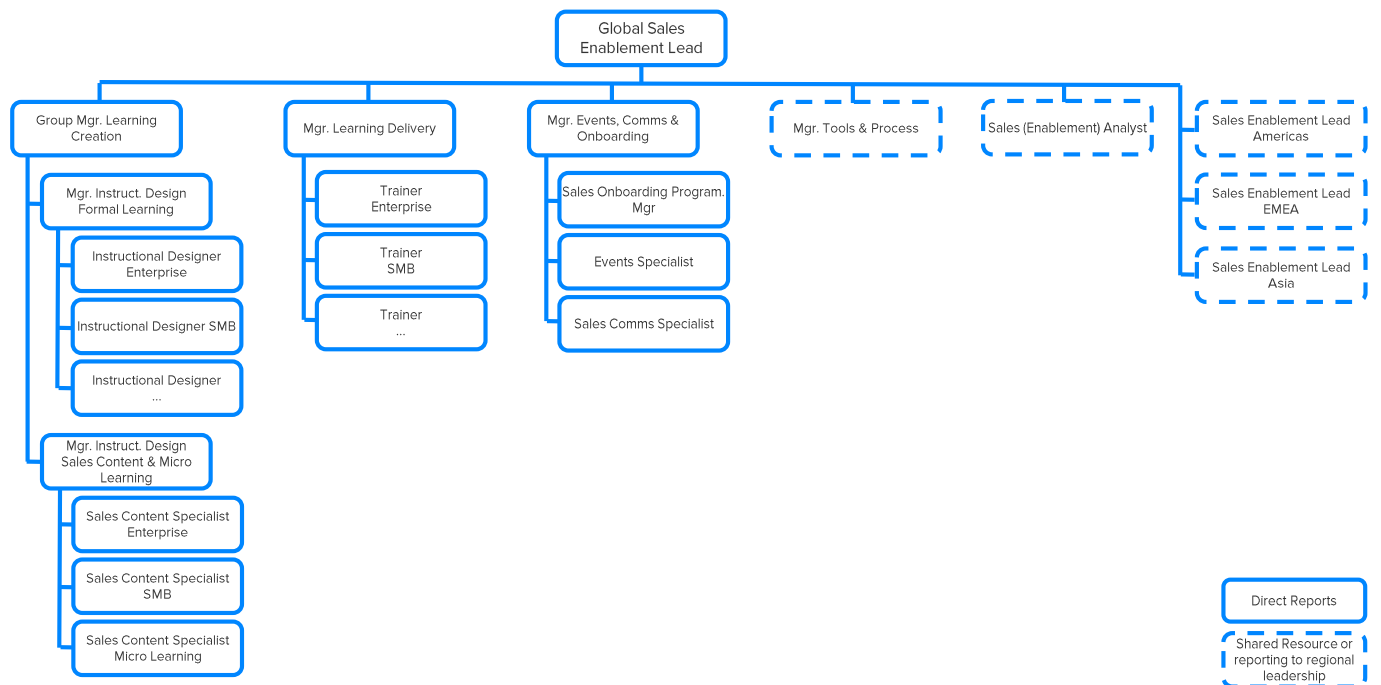 Global Sales
Enablement Lead
Group Mgr. Learning
Creation
Mgr. Learning Delivery
Mgr. Events, Comms &
Onboarding
Mgr. Tools & Process
Sales (Enablement) Analyst
Sales Enablement Lead
Americas
Mgr. Instruct. Design
Formal Learning
Instructional Designer
Enterprise
Instructional Designer SMB
Instructional Designer
...
Mgr. Instruct. Design
Sales Content & Micro
Learning
Sales Content Specialist
Enterprise
Sales Content Specialist
SMB
Sales Content Specialist
Micro Learning
Trainer
Enterprise
Trainer
SMB
Trainer
...
Sales Onboarding Program.
Mgr
Events Specialist
Sales Comms Specialist
Sales Enablement Lead
EMEA
Sales Enablement Lead
Asia
Direct Reports
Shared Resource or
reporting to regional
leadership